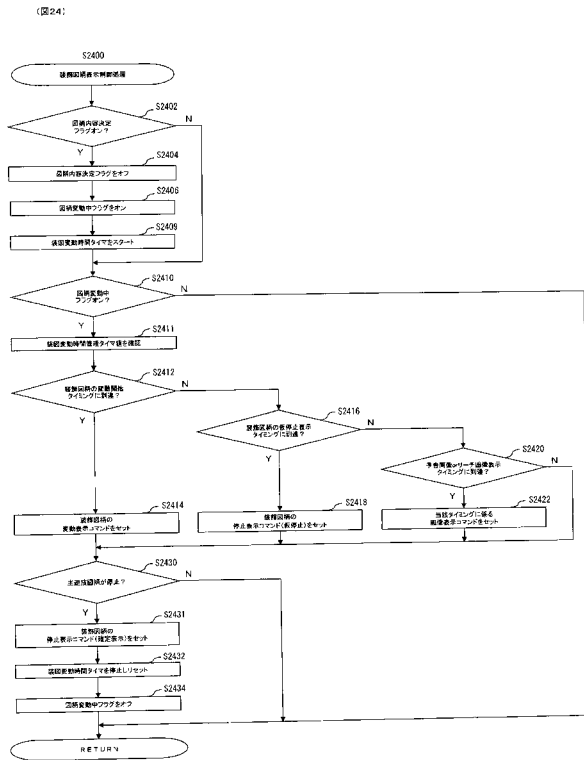 （図24）
S2400
装飾図柄表示制御処理
S2402
図柄内容決定
フラグオン？
N
Y
S2404
図柄内容決定フラグをオフ
S2406
図柄変動中フラグをオン
S2409
装図変動時間タイマをスタート
S2410
図柄変動中
フラグオン？
N
Y
S2411
装図変動時間管理タイマ値を確認
S2412
装飾図柄の変動開始
タイミングに到達？
N
Y
S2416
装飾図柄の仮停止表示
タイミングに到達？
N
Y
S2420
予告画像orリーチ画像表示
タイミングに到達？
N
Y
S2414
装飾図柄の
変動表示コマンドをセット
S2418
装飾図柄の
停止表示コマンド（仮停止）をセット
S2422
当該タイミングに係る
画像表示コマンドをセット
S2430
主遊技図柄が停止？
N
Y
S2431
装飾図柄の
停止表示コマンド（確定表示）をセット
S2432
装図変動時間タイマを停止しリセット
S2434
図柄変動中フラグをオフ
RETURN